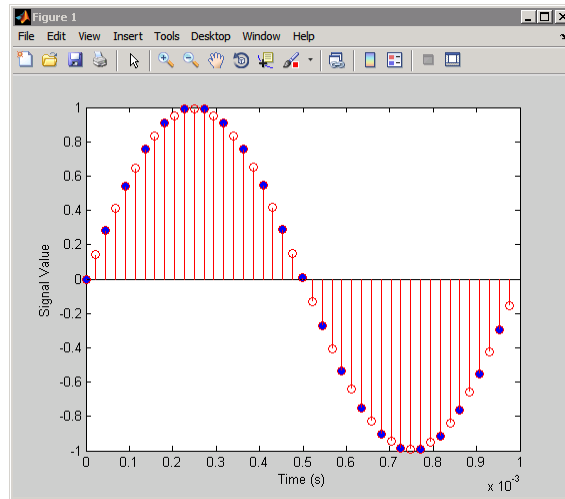 Figure 1
File Edit View Insert Tools Desktop Window Help
1
0.8
0.6
0.4
0.2
0
-0.2
-0.4
-0.6
-0.8
-1
Signal Value
0 0.1 0.2 0.3 0.4 0.5 0.6 0.7 0.8 0.9 1
Time (s)
x 10⁻³